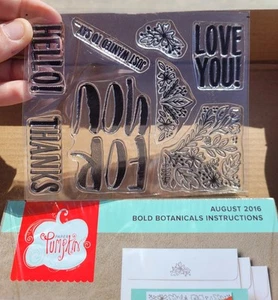 HELLO!
JUST WANTED TO SAY...
LOVE
YOU!
FOR
YOU
THANKS
AUGUST 2016
BOLD BOTANICALS INSTRUCTIONS
Pumpkin